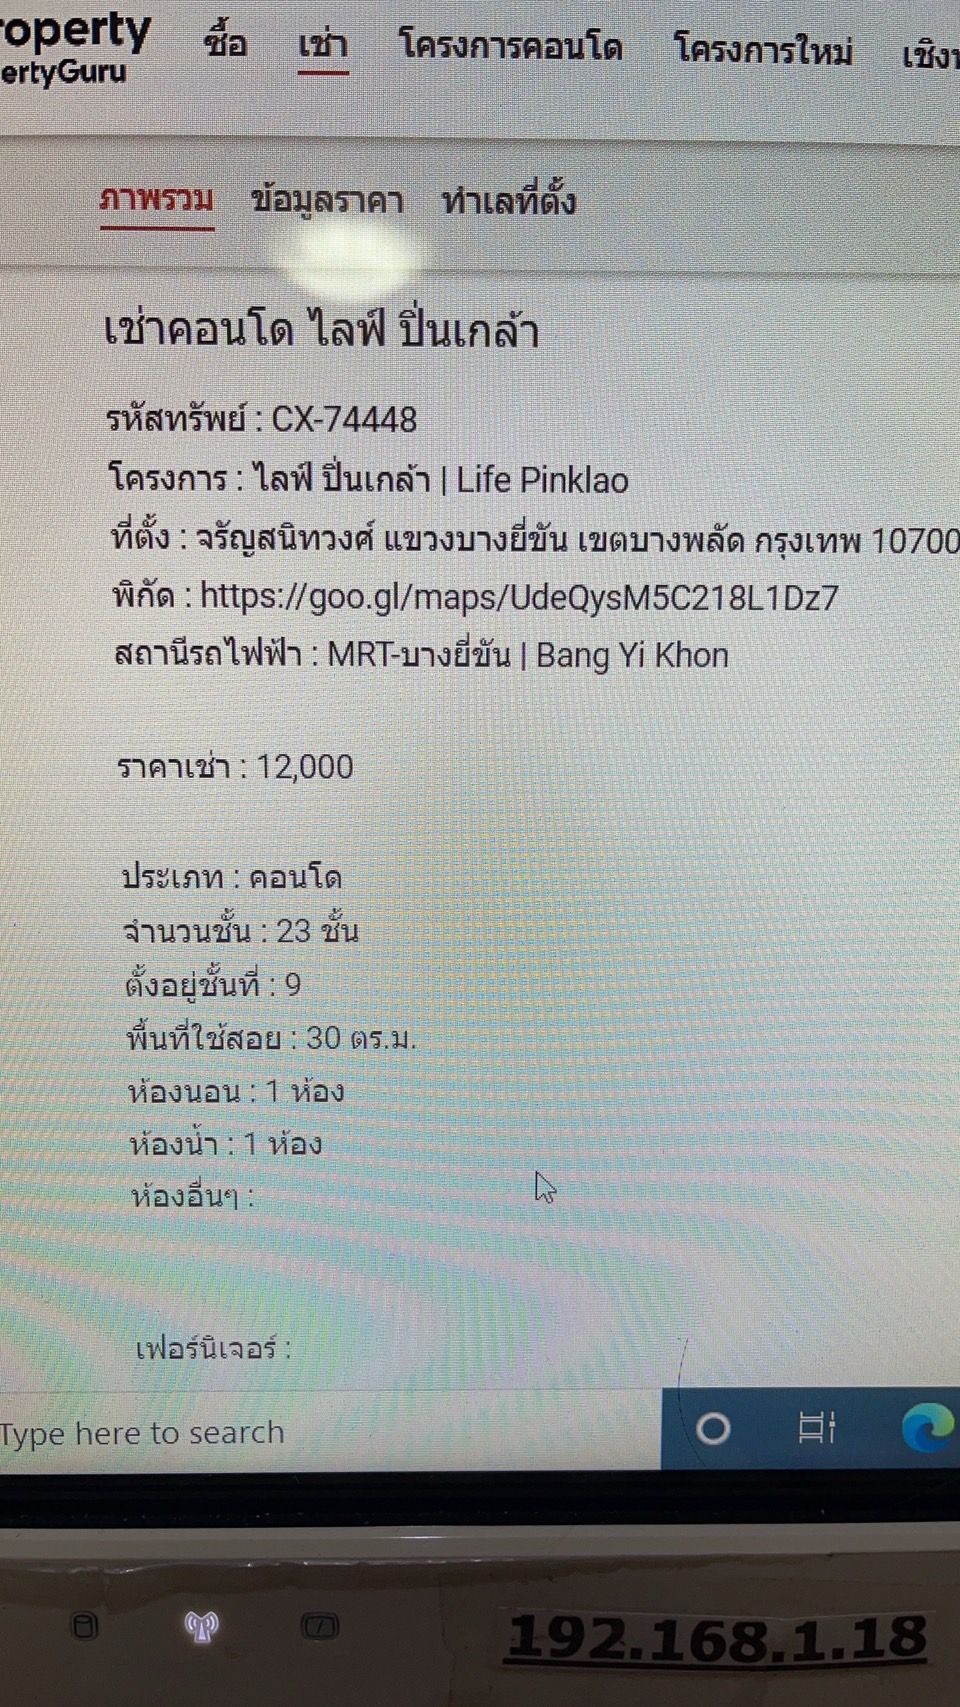 roperty
ertyGuru
ซื้อ เช่า โครงการคอนโด โครงการใหม่
ภาพรวม ข้อมูลราคา ทำเลที่ตั้ง
เช่าคอนโด ไลฟ์ ปิ่นเกล้า
รหัสทรัพย์ : CX-74448
โครงการ : ไลฟ์ ปิ่นเกล้า | Life Pinklao
ที่ตั้ง : จรัญสนิทวงศ์ แขวงบางยี่ขัน เขตบางพลัด กรุงเทพ 10700
พิกัด : https://goo.gl/maps/UdeQysM5C218L1Dz7
สถานีรถไฟฟ้า : MRT-บางยี่ขัน | Bang Yi Khon
ราคาเช่า : 12,000
ประเภท : คอนโด
จำนวนชั้น : 23 ชั้น
ตั้งอยู่ชั้นที่ : 9
พื้นที่ใช้สอย : 30 ตร.ม.
ห้องนอน : 1 ห้อง
ห้องน้ำ : 1 ห้อง
ห้องอื่นๆ :
เฟอร์นิเจอร์ :
Type here to search
192.168.1.18